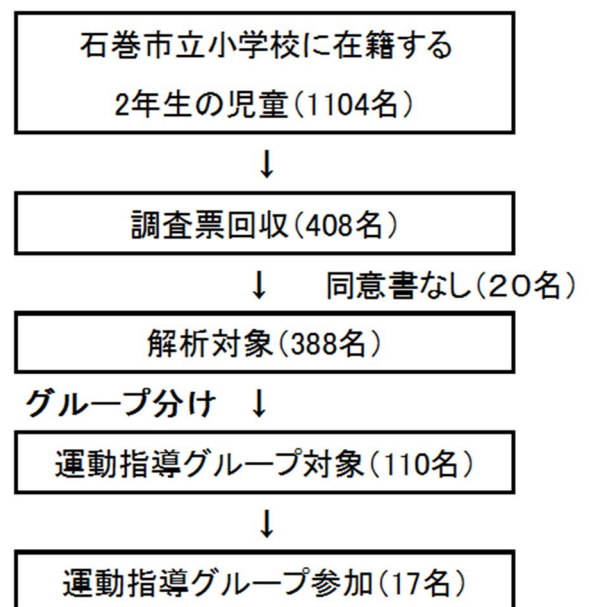 石巻市立小学校に在籍する
2年生の児童(1104名)
↓
調査票回収(408名)
↓ 同意書なし(20名)
解析対象(388名)
グループ分け ↓
運動指導グループ対象(110名)
↓
運動指導グループ参加(17名)